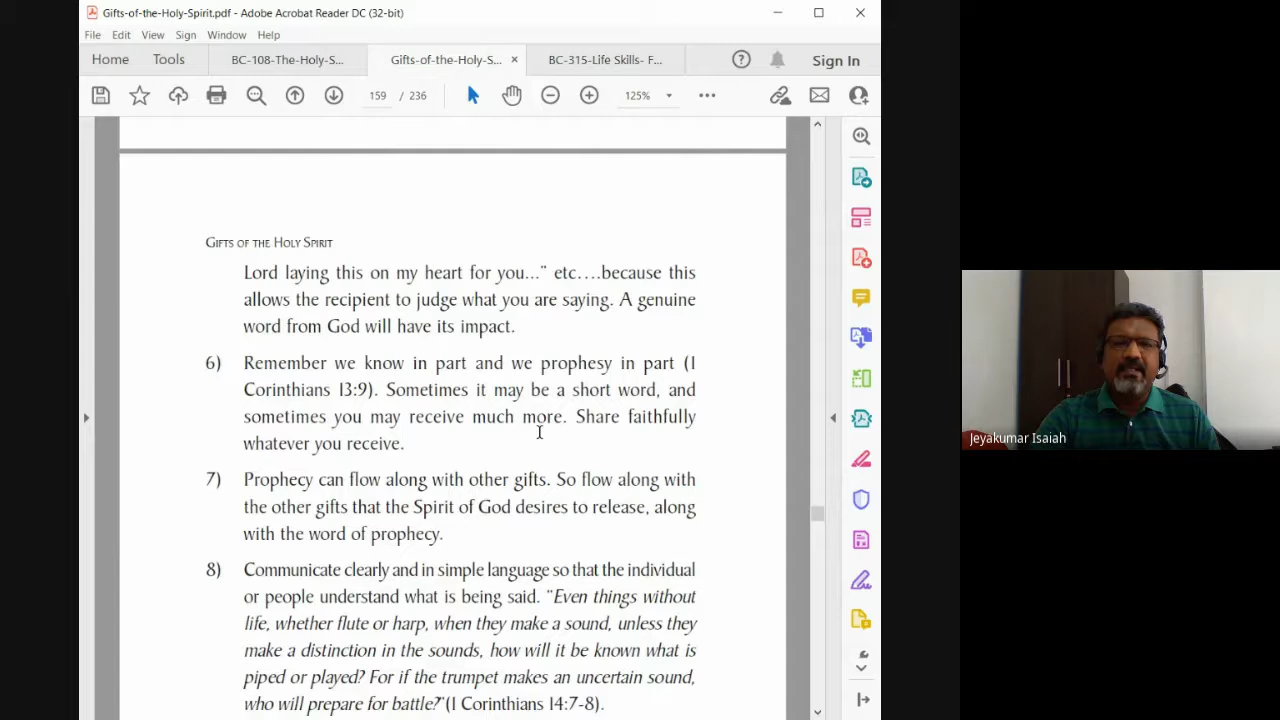 Gifts-of-the-Holy-Spirit.pdf - Adobe Acrobat Reader DC (32-bit)
File Edit View Sign Window Help
Home Tools BC-108-The-Holy-S... Gifts-of-the-Holy-S... × BC-315-Life Skills- F... Sign In
159 / 236 125%
GIFTS OF THE HOLY SPIRIT
Lord laying this on my heart for you...” etc….because this
allows the recipient to judge what you are saying. A genuine
word from God will have its impact.
6) Remember we know in part and we prophesy in part (1
Corinthians 13:9). Sometimes it may be a short word, and
sometimes you may receive much more. Share faithfully
whatever you receive.
7) Prophecy can flow along with other gifts. So flow along with
the other gifts that the Spirit of God desires to release, along
with the word of prophecy.
8) Communicate clearly and in simple language so that the individual
or people understand what is being said. “Even things without
life, whether flute or harp, when they make a sound, unless they
make a distinction in the sounds, how will it be known what is
piped or played? For if the trumpet makes an uncertain sound,
who will prepare for battle?”(1 Corinthians 14:7-8).
Jeyakumar Isaiah